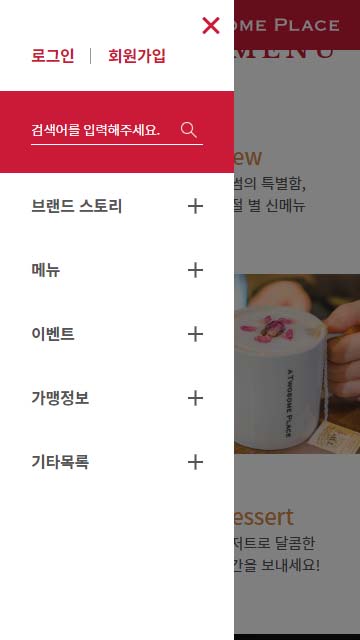 로그인 회원가입
OME PLACE
MENU
검색어를 입력해주세요.
ew
썸의 특별함,
절 별 신메뉴
브랜드 스토리
메뉴
이벤트
A TWOSOME PLACE
가맹정보
기타목록
essert
저트로 달콤한
간을 보내세요!